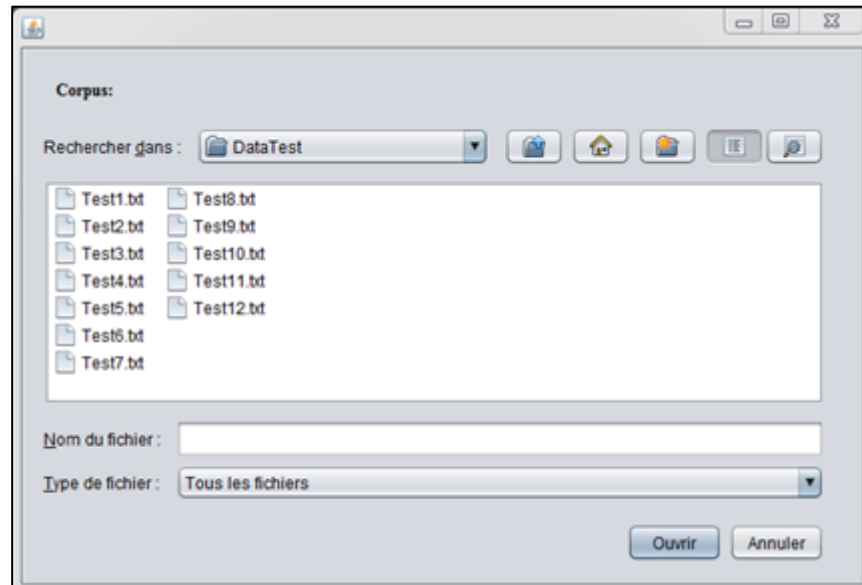 Corpus:
Rechercher dans : DataTest
Test1.txt Test8.txt
Test2.txt Test9.txt
Test3.txt Test10.txt
Test4.txt Test11.txt
Test5.txt Test12.txt
Test6.txt
Test7.txt
Nom du fichier :
Type de fichier : Tous les fichiers
Ouvrir Annuler